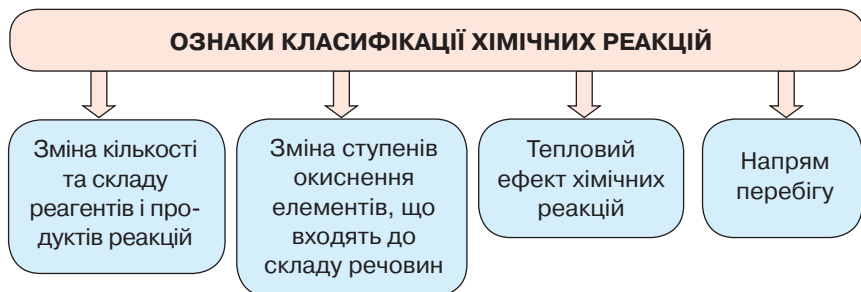 ОЗНАКИ КЛАСИФІКАЦІЇ ХІМІЧНИХ РЕАКЦІЙ
Зміна кількості
та складу
реагентів і про-
дуктів реакцій
Зміна ступенів
окиснення
елементів, що
входять до
складу речовин
Тепловий
ефект хімічних
реакцій
Напрям
перебігу